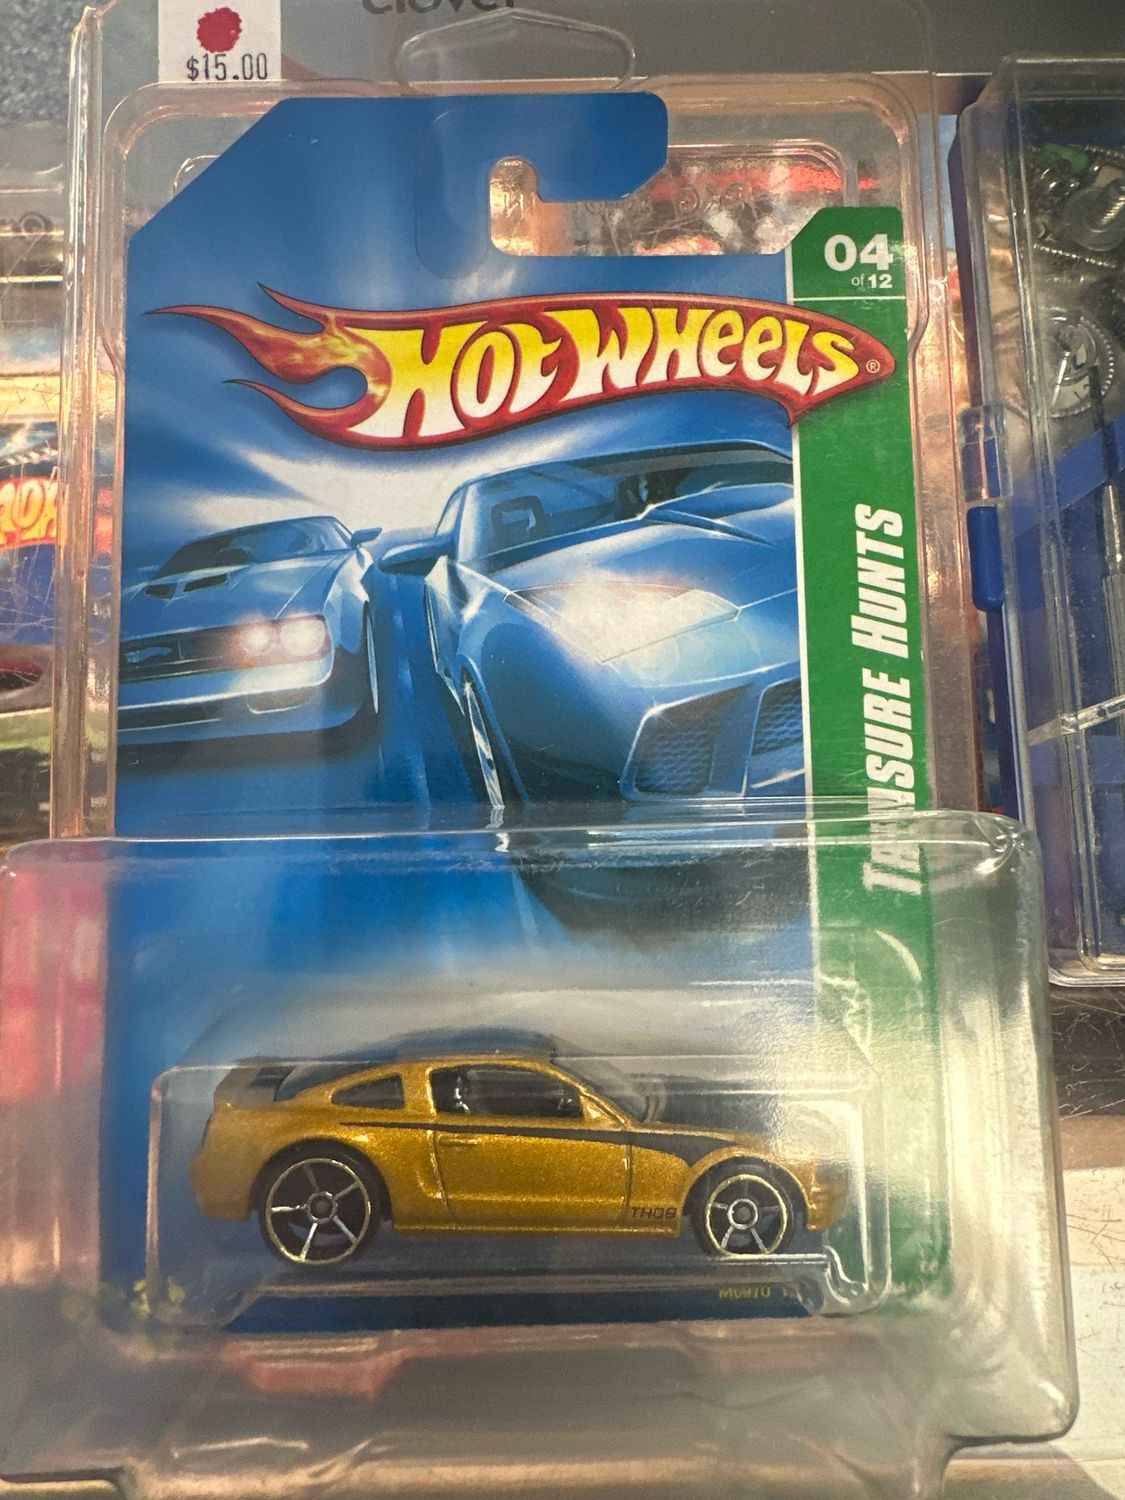 $15.00
04
of 12
HOT WHEELS®
TREASURE HUNTS
TH08